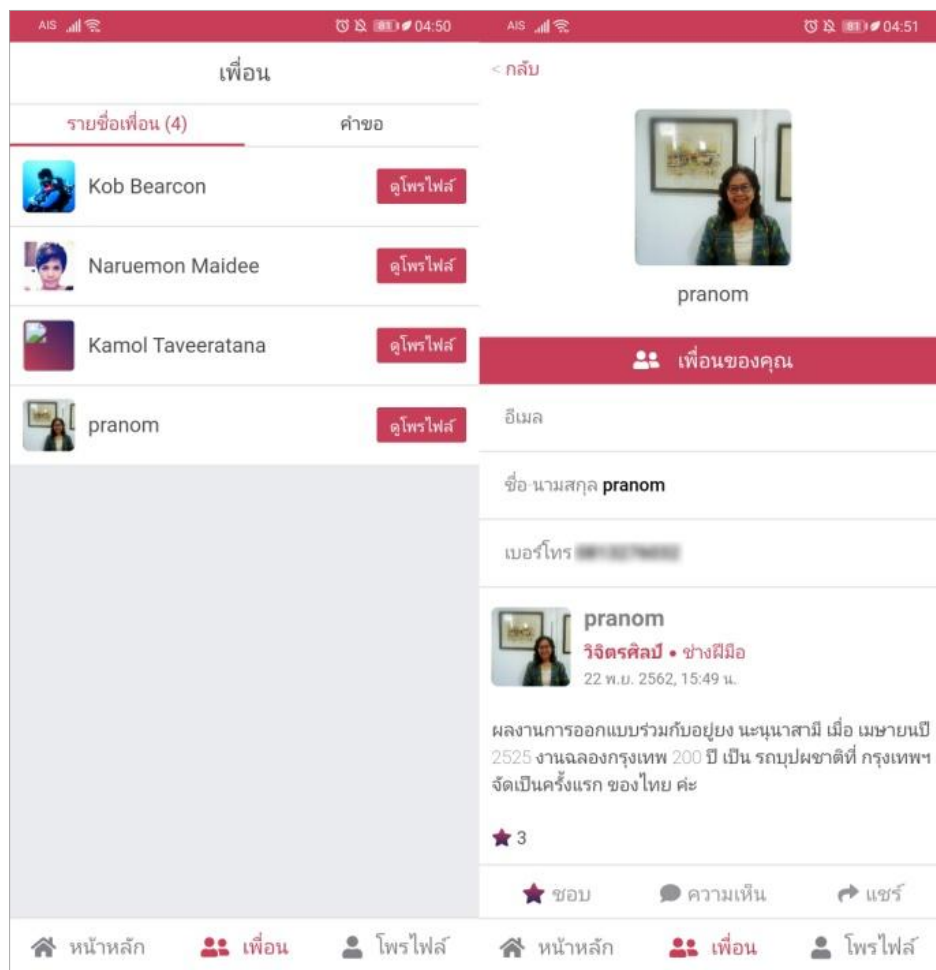 AIS 81 04:50
เพื่อน
รายชื่อเพื่อน (4) คำขอ
Kob Bearcon ดูโพรไฟล์
Naruemon Maidee ดูโพรไฟล์
Kamol Taveeratana ดูโพรไฟล์
pranom ดูโพรไฟล์
หน้าหลัก เพื่อน โพรไฟล์
AIS 81 04:51
< กลับ
pranom
เพื่อนของคุณ
อีเมล
ชื่อ-นามสกุล pranom
เบอร์โทร
pranom
วิจิตรศิลป์ • ช่างฝีมือ
22 พ.ย. 2562, 15:49 น.
ผลงานการออกแบบร่วมกับอยู่ยง นะนุนาสามี เมื่อ เมษายนปี
2525 งานฉลองกรุงเทพ 200 ปี เป็น รถบุปผชาติที่ กรุงเทพฯ
จัดเป็นครั้งแรก ของไทย ค่ะ
3
ชอบ ความเห็น แชร์
หน้าหลัก เพื่อน โพรไฟล์